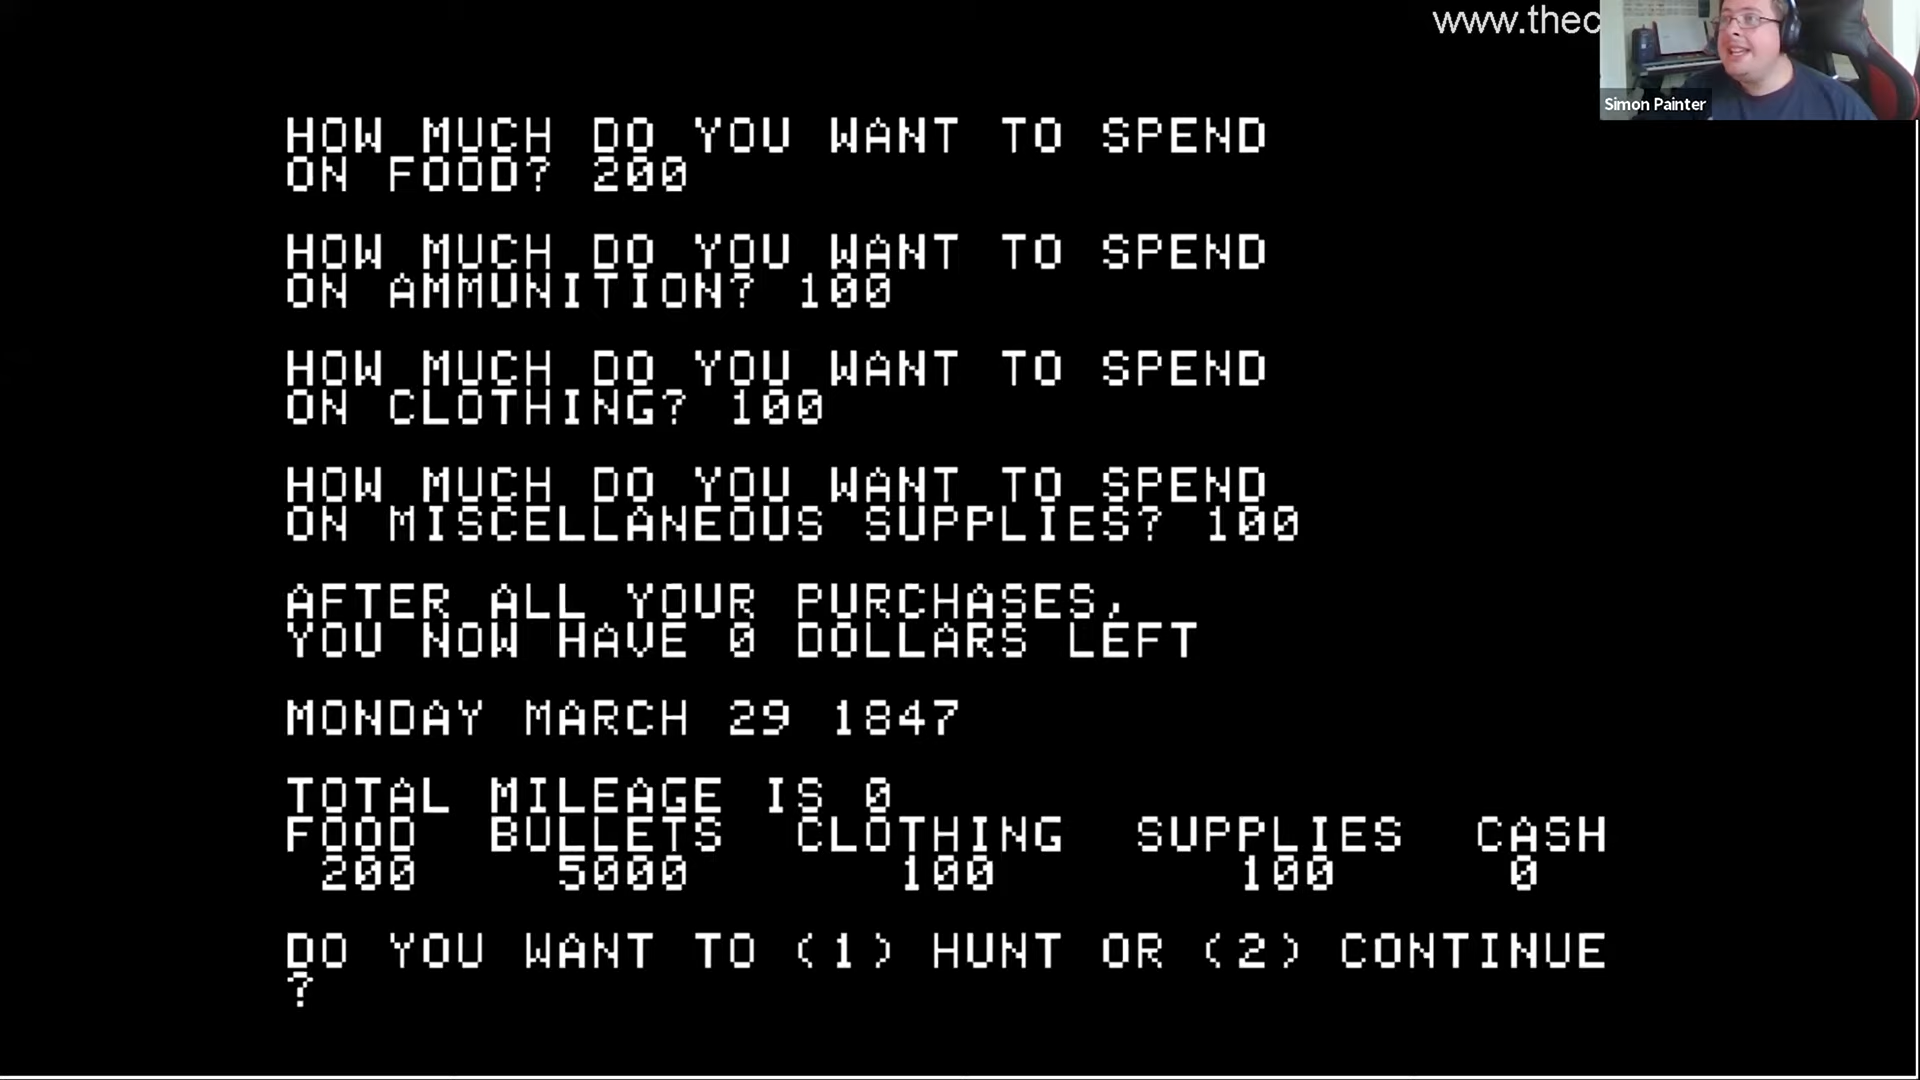 www.thec
Simon Painter
HOW MUCH DO YOU WANT TO SPEND
ON FOOD? 200
HOW MUCH DO YOU WANT TO SPEND
ON AMMUNITION? 100
HOW MUCH DO YOU WANT TO SPEND
ON CLOTHING? 100
HOW MUCH DO YOU WANT TO SPEND
ON MISCELLANEOUS SUPPLIES? 100
AFTER ALL YOUR PURCHASES,
YOU NOW HAVE 0 DOLLARS LEFT
MONDAY MARCH 29 1847
TOTAL MILEAGE IS 0
FOOD BULLETS CLOTHING SUPPLIES CASH
200 5000 100 100 0
DO YOU WANT TO (1) HUNT OR (2) CONTINUE
?